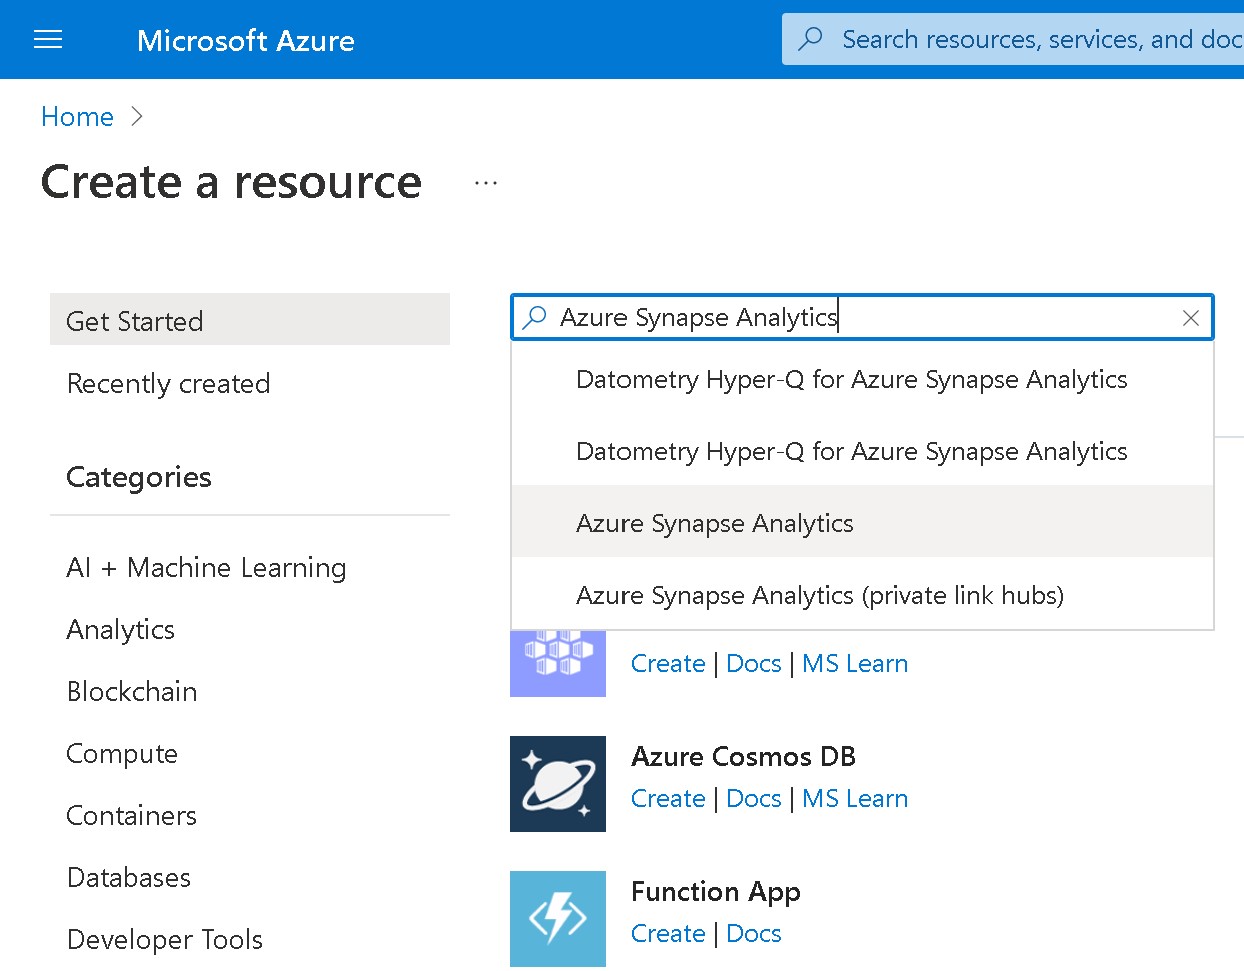 Microsoft Azure
Search resources, services, and doc
Home
Create a resource
...
Get Started
Recently created
Categories
AI + Machine Learning
Analytics
Blockchain
Compute
Containers
Databases
Developer Tools
Azure Synapse Analytics
Datometry Hyper-Q for Azure Synapse Analytics
Datometry Hyper-Q for Azure Synapse Analytics
Azure Synapse Analytics
Azure Synapse Analytics (private link hubs)
Create | Docs | MS Learn
Azure Cosmos DB
Create | Docs | MS Learn
Function App
Create | Docs